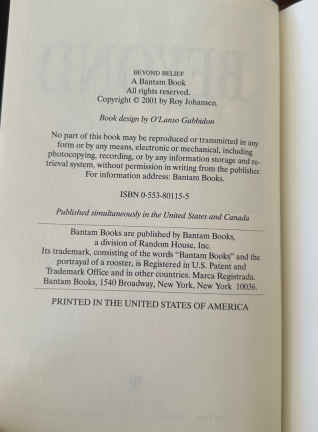 BEYOND BELIEF
A Bantam Book
All rights reserved.
Copyright © 2001 by Roy Johansen.
Book design by O'Lanso Gabbidon
No part of this book may be reproduced or transmitted in any
form or by any means, electronic or mechanical, including
photocopying, recording, or by any information storage and re-
trieval system, without permission in writing from the publisher.
For information address: Bantam Books.
ISBN 0-553-80115-5
Published simultaneously in the United States and Canada
Bantam Books are published by Bantam Books,
a division of Random House, Inc.
Its trademark, consisting of the words "Bantam Books" and the
portrayal of a rooster, is Registered in U.S. Patent and
Trademark Office and in other countries. Marca Registrada.
Bantam Books, 1540 Broadway, New York, New York 10036.
PRINTED IN THE UNITED STATES OF AMERICA